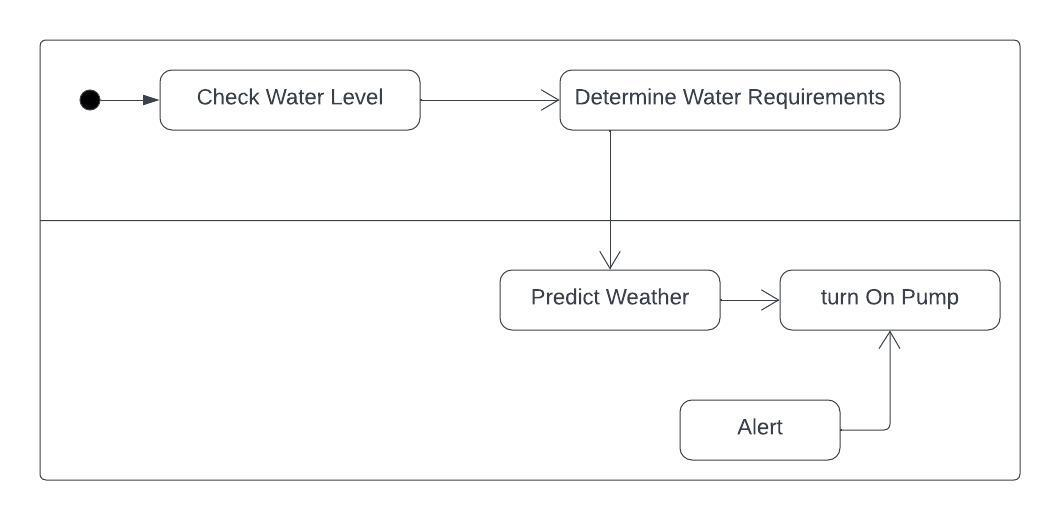 Check Water Level
Determine Water Requirements
Predict Weather
turn On Pump
Alert